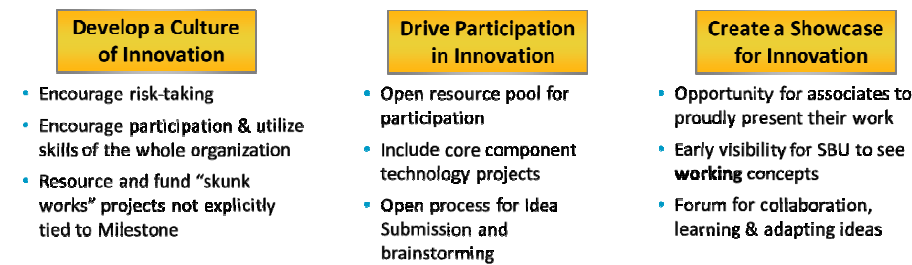 Develop a Culture
of Innovation
• Encourage risk-taking
• Encourage participation & utilize
skills of the whole organization
• Resource and fund “skunk
works” projects not explicitly
tied to Milestone
Drive Participation
in Innovation
• Open resource pool for
participation
• Include core component
technology projects
• Open process for Idea
Submission and
brainstorming
Create a Showcase
for Innovation
• Opportunity for associates to
proudly present their work
• Early visibility for SBU to see
working concepts
• Forum for collaboration,
learning & adapting ideas